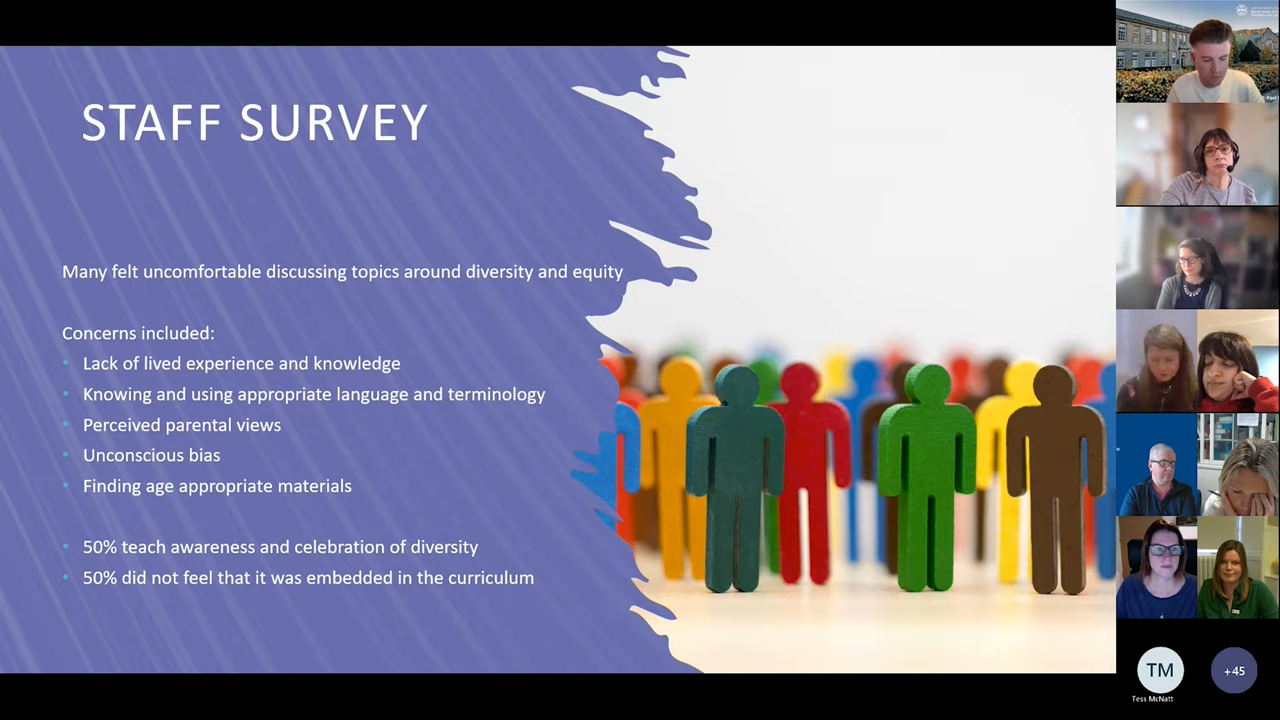 STAFF SURVEY
Many felt uncomfortable discussing topics around diversity and equity
Concerns included:
• Lack of lived experience and knowledge
• Knowing and using appropriate language and terminology
• Perceived parental views
• Unconscious bias
• Finding age appropriate materials
• 50% teach awareness and celebration of diversity
• 50% did not feel that it was embedded in the curriculum
TM
Tess McNatt
+45